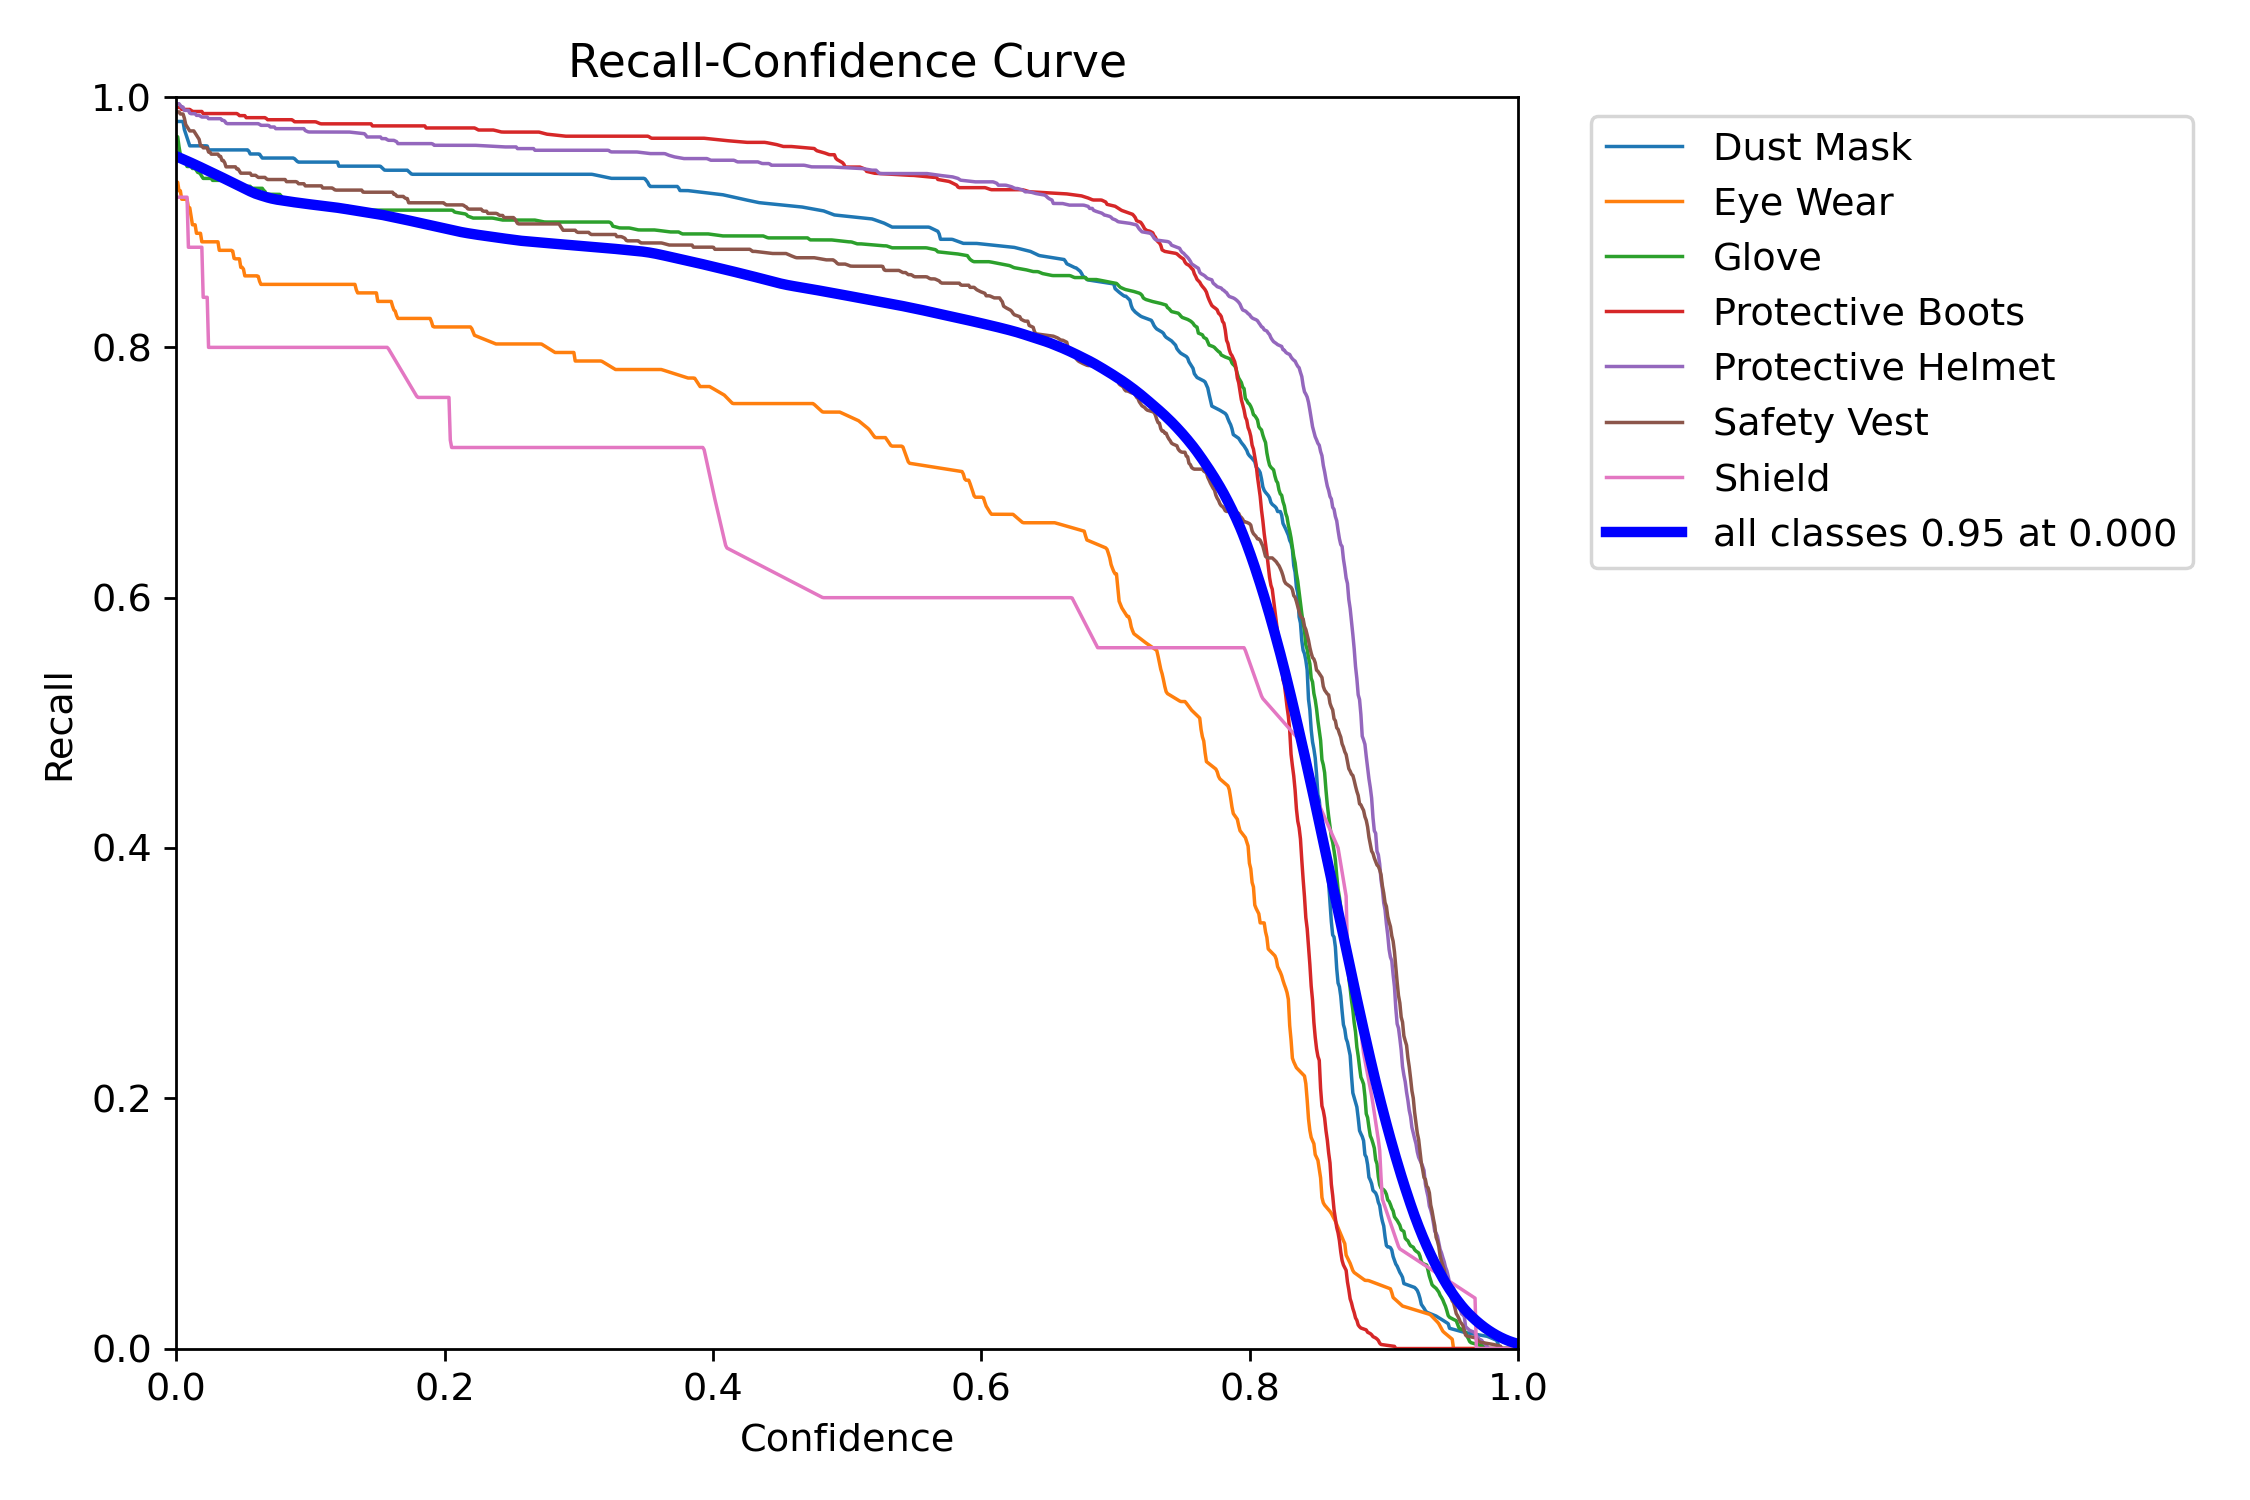 Recall-Confidence Curve
1.0
0.8
0.6
0.4
0.2
0.0
Recall
0.0 0.2 0.4 0.6 0.8 1.0
Confidence
Dust Mask
Eye Wear
Glove
Protective Boots
Protective Helmet
Safety Vest
Shield
all classes 0.95 at 0.000